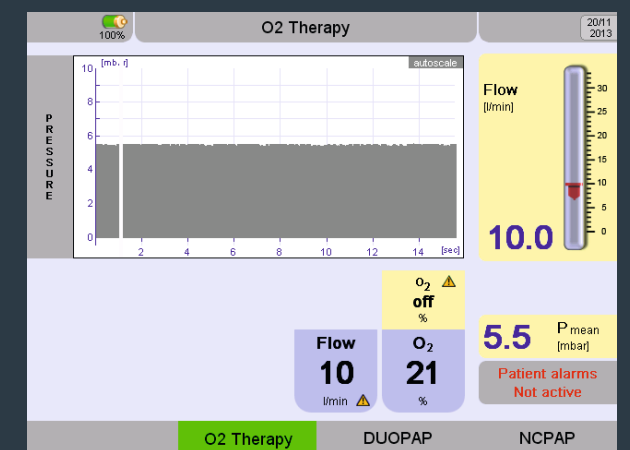 100%
O2 Therapy
20/11
2013
PRESSURE
[mb.r]
autoscale
10
8
6
4
2
0
2 4 6 8 10 12 14 [sec]
Flow
[l/min]
30
25
20
15
10
5
0
10.0
O2
off
%
Flow
10
l/min
O2
21
%
5.5
Pmean
[mbar]
Patient alarms
Not active
O2 Therapy DUOPAP NCPAP